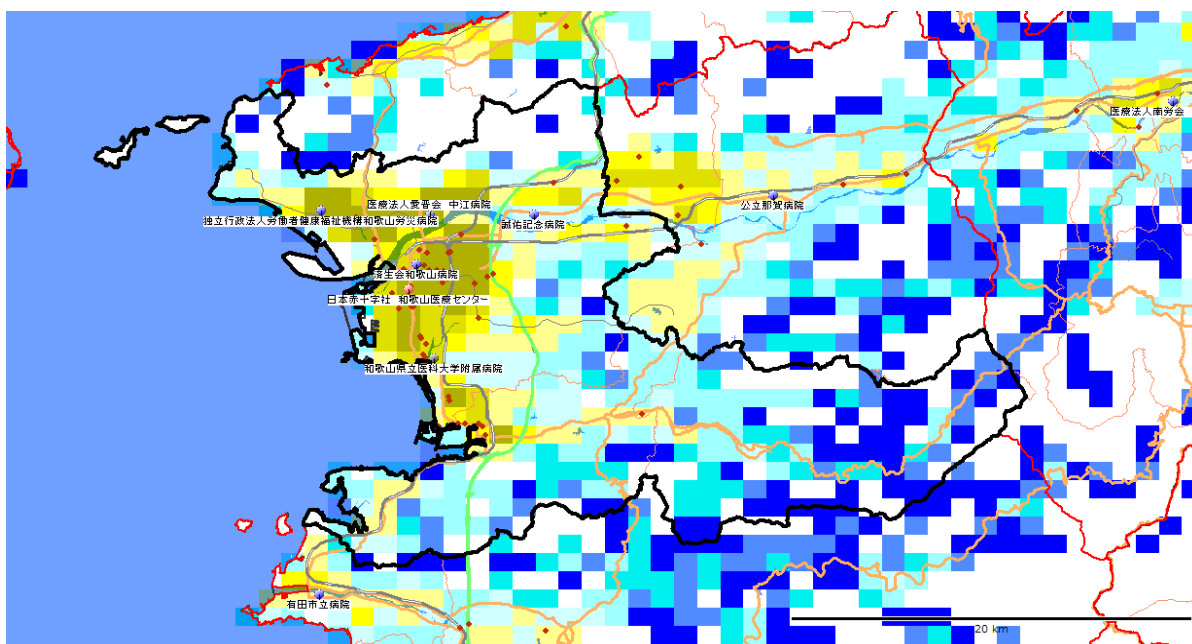 医療法人南労会
医療法人愛晋会 中江病院
公立那賀病院
独立行政法人労働者健康福祉機構和歌山労災病院
誠佑記念病院
済生会和歌山病院
日本赤十字社 和歌山医療センター
和歌山県立医科大学附属病院
有田市立病院
20 km